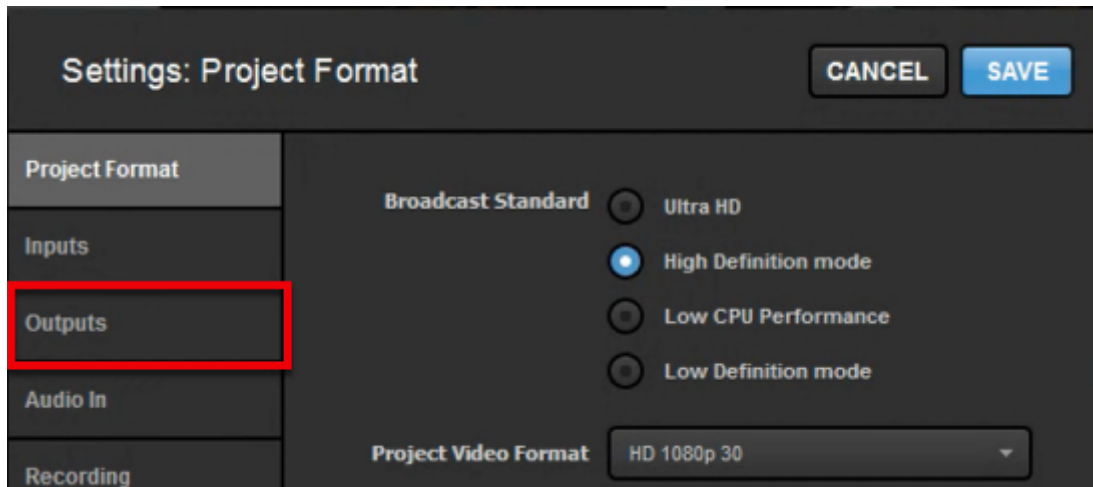 Settings: Project Format
CANCEL
SAVE
Project Format
Inputs
Outputs
Audio In
Recording
Broadcast Standard
Ultra HD
High Definition mode
Low CPU Performance
Low Definition mode
Project Video Format
HD 1080p 30